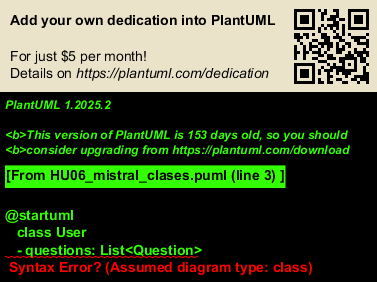 Add your own dedication into PlantUML
For just $5 per month!
Details on https://plantuml.com/dedication
PlantUML 1.2025.2
<b>This version of PlantUML is 153 days old, so you should
<b>consider upgrading from https://plantuml.com/download
[From HU06_mistral_clases.puml (line 3) ]
@startuml
class User
- questions: List<Question>
Syntax Error? (Assumed diagram type: class)